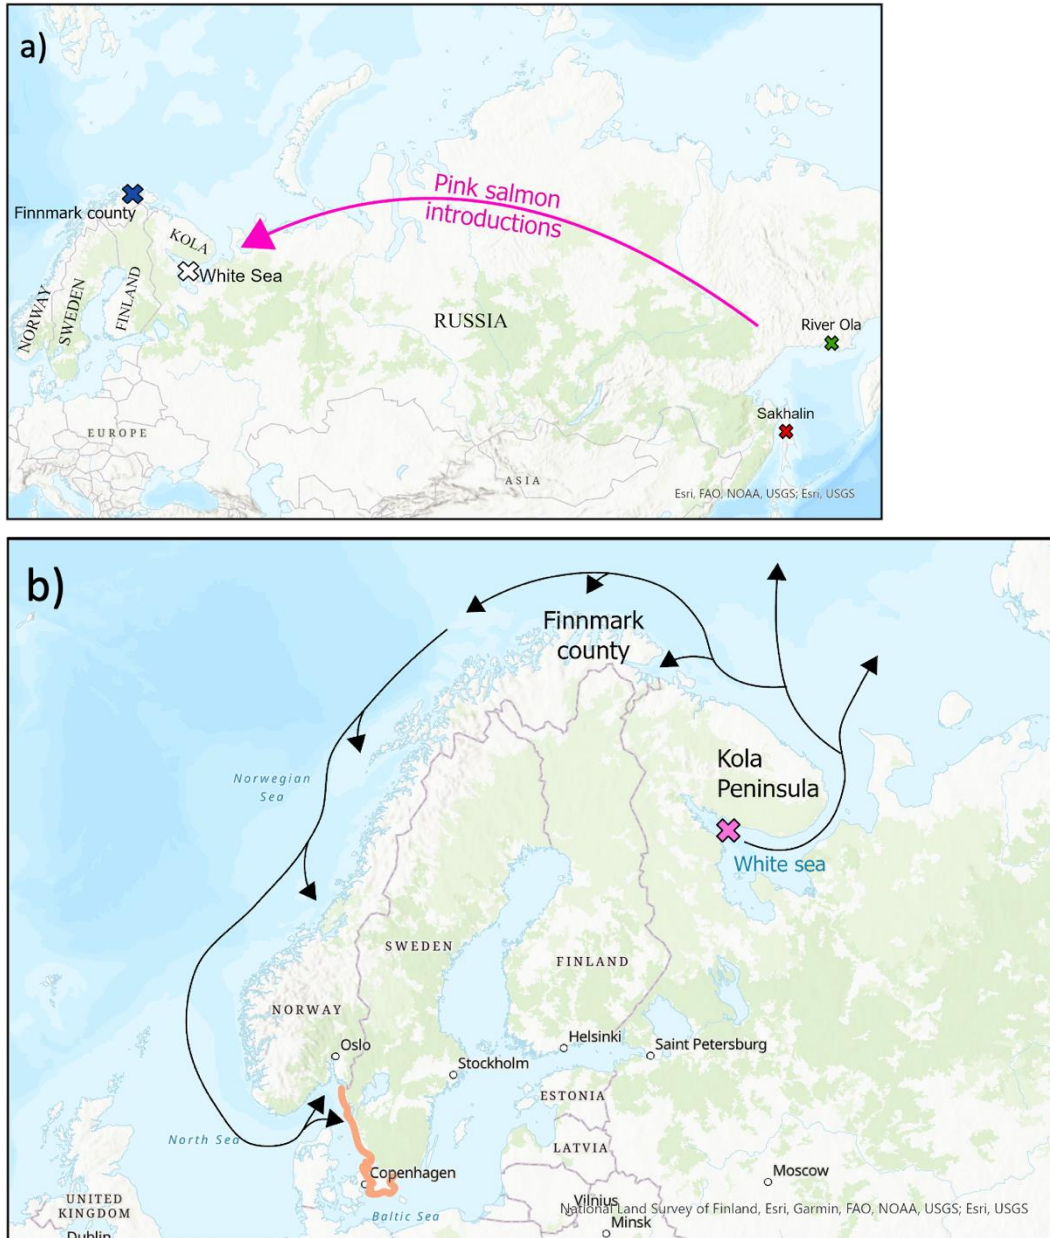 a)
Pink salmon
introductions
Finnmark county
KOLA
White Sea
NORWAY
SWEDEN
FINLAND
RUSSIA
River Ola
Sakhalin
EUROPE
ASIA
Esri, FAO, NOAA, USGS; Esri, USGS
b)
Finnmark
county
Kola
Peninsula
White sea
Norwegian
Sea
SWEDEN
FINLAND
NORWAY
Oslo
Helsinki
Saint Petersburg
Stockholm
ESTONIA
North Sea
LATVIA
Copenhagen
Moscow
UNITED
KINGDOM
Baltic Sea
Vilnius
National Land Survey of Finland, Esri, Garmin, FAO, NOAA, USGS; Esri, USGS
Minsk
Dublin